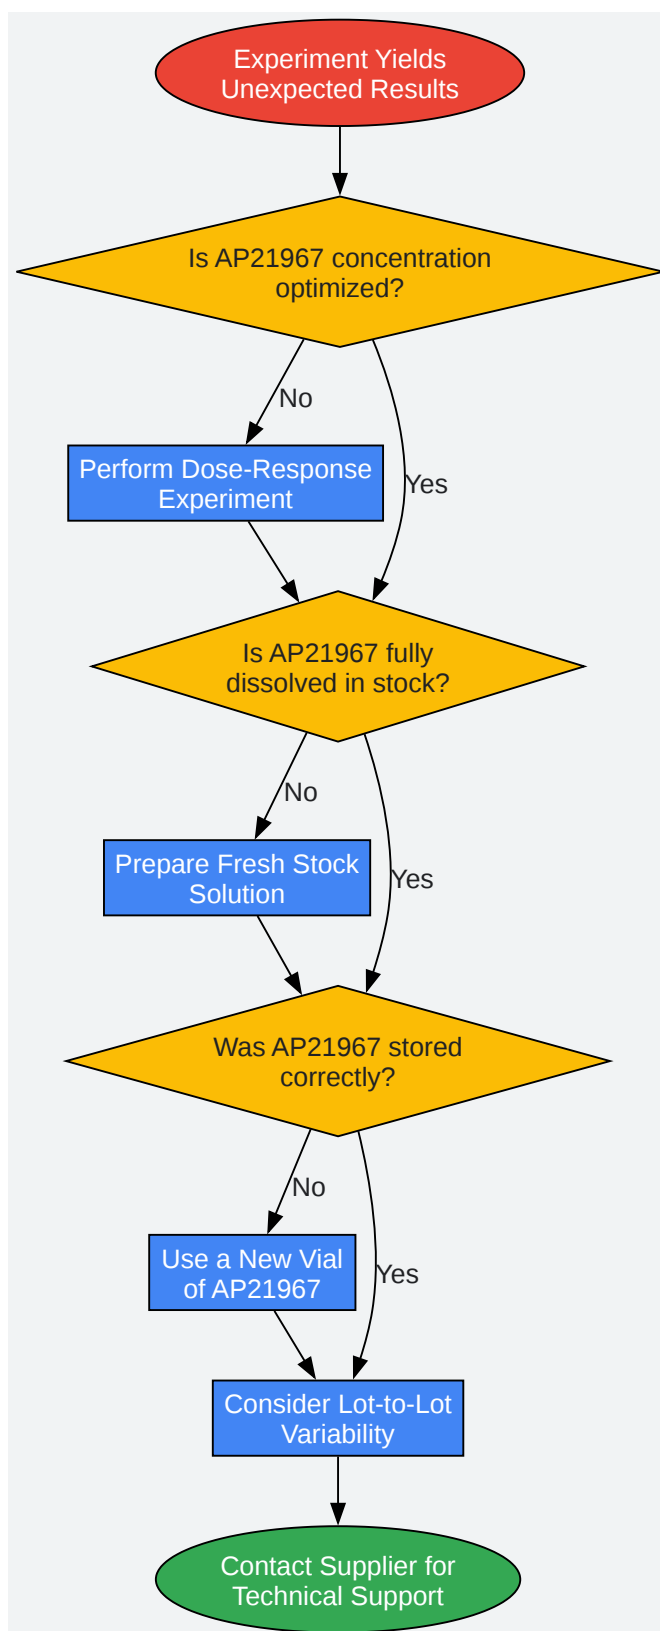 Experiment Yields
Unexpected Results
Is AP21967 concentration
optimized?
No
Perform Dose-Response
Experiment
Yes
Is AP21967 fully
dissolved in stock?
No
Prepare Fresh Stock
Solution
Yes
Was AP21967 stored
correctly?
No
Use a New Vial
of AP21967
Yes
Consider Lot-to-Lot
Variability
Contact Supplier for
Technical Support